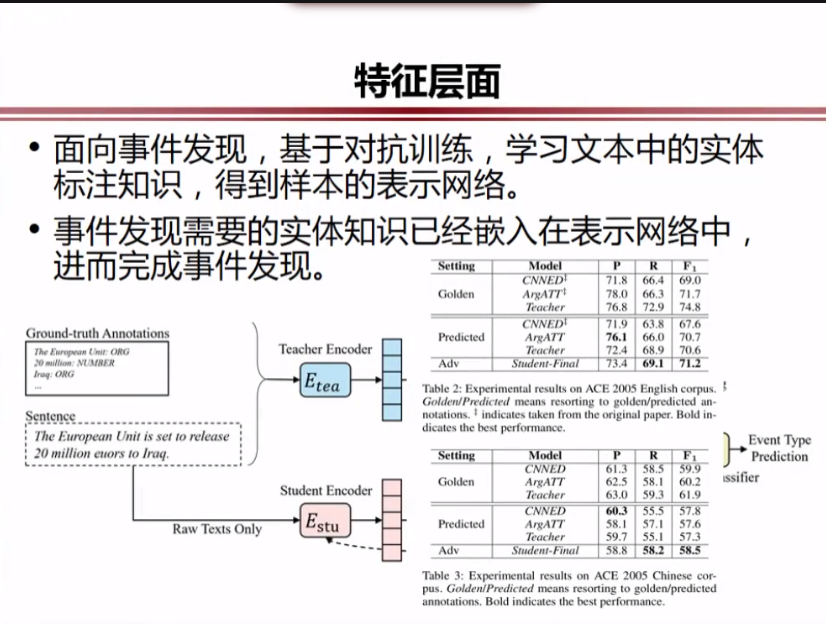 特征层面
• 面向事件发现，基于对抗训练，学习文本中的实体
标注知识，得到样本的表示网络。
• 事件发现需要的实体知识已经嵌入在表示网络中，
进而完成事件发现。
Ground-truth Annotations
The European Unit: ORG
20 million: NUMBER
Iraq: ORG
...
Sentence
The European Unit is set to release
20 million euors to Iraq.
Teacher Encoder
E_tea
Student Encoder
E_stu
Raw Texts Only
Setting Model P R F1
Golden
CNNED‡ 71.8 66.4 69.0
ArgATT‡ 78.0 66.3 71.7
Teacher 76.8 72.9 74.8
Predicted
CNNED‡ 71.9 63.8 67.6
ArgATT 76.1 66.0 70.7
Teacher 72.4 68.9 70.6
Adv Student-Final 73.4 69.1 71.2
Table 2: Experimental results on ACE 2005 English corpus.
Golden/Predicted means resorting to golden/predicted an-
notations. ‡ indicates taken from the original paper. Bold in-
dicates the best performance.
Setting Model P R F1
Golden
CNNED 61.3 58.5 59.9
ArgATT 62.5 58.1 60.2
Teacher 63.0 59.3 61.9
Predicted
CNNED 60.3 55.5 57.8
ArgATT 58.1 57.1 57.6
Teacher 59.7 55.1 57.3
Adv Student-Final 58.8 58.2 58.5
Table 3: Experimental results on ACE 2005 Chinese cor-
pus. Golden/Predicted means resorting to golden/predicted
annotations. Bold indicates the best performance.
Event Type
Prediction
ssifier